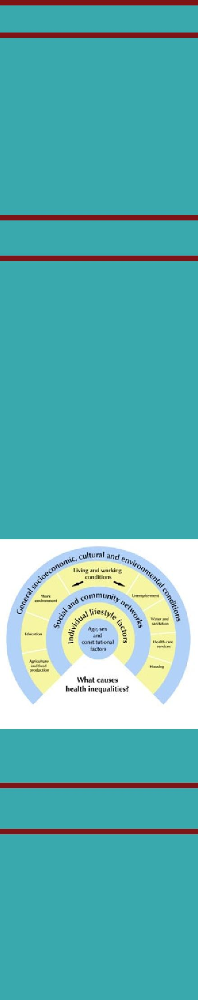 General socioeconomic, cultural and environmental conditions
Living and working
conditions
Work
environment
Unemployment
Social and community networks
Individual lifestyle factors
Water and
sanitation
Age, sex
and
constitutional
factors
Education
Health care
services
Agriculture
and food
production
Housing
What causes
health inequalities?